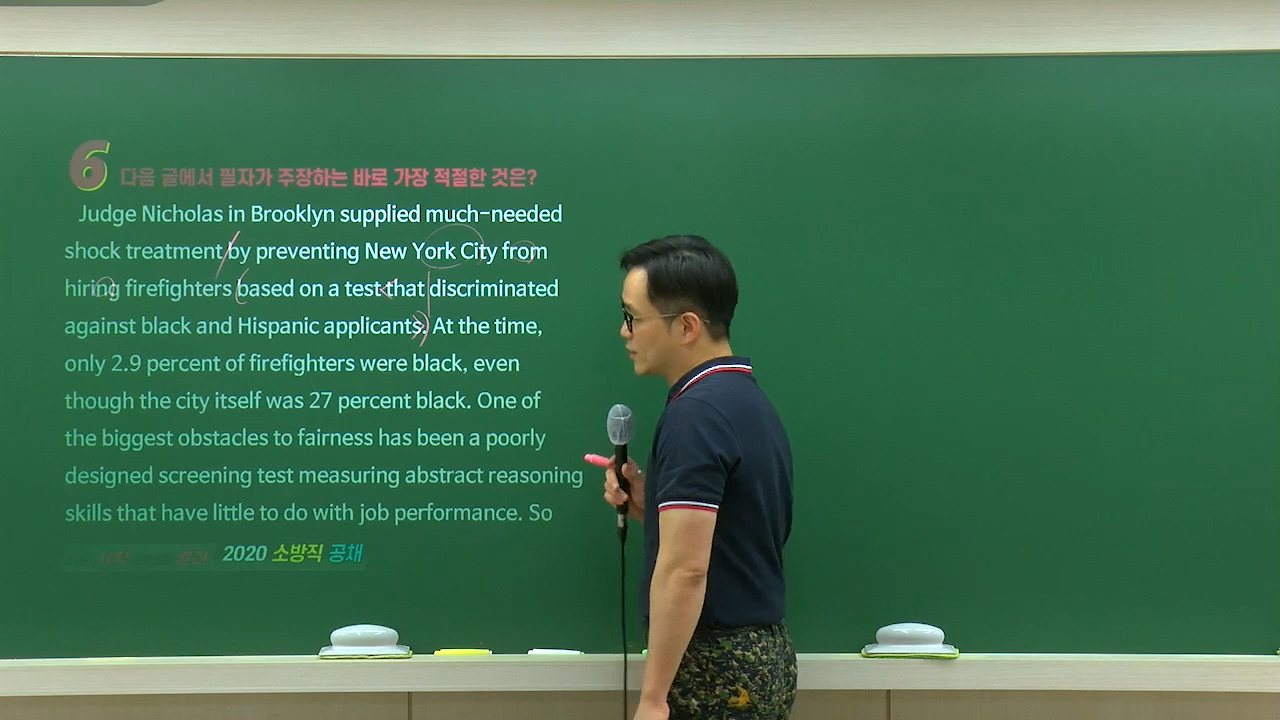 6 다음 글에서 필자가 주장하는 바로 가장 적절한 것은?
Judge Nicholas in Brooklyn supplied much-needed
shock treatment by preventing New York City from
hiring firefighters based on a test that discriminated
against black and Hispanic applicants. At the time,
only 2.9 percent of firefighters were black, even
though the city itself was 27 percent black. One of
the biggest obstacles to fairness has been a poorly
designed screening test measuring abstract reasoning
skills that have little to do with job performance. So
2020 소방직 공채